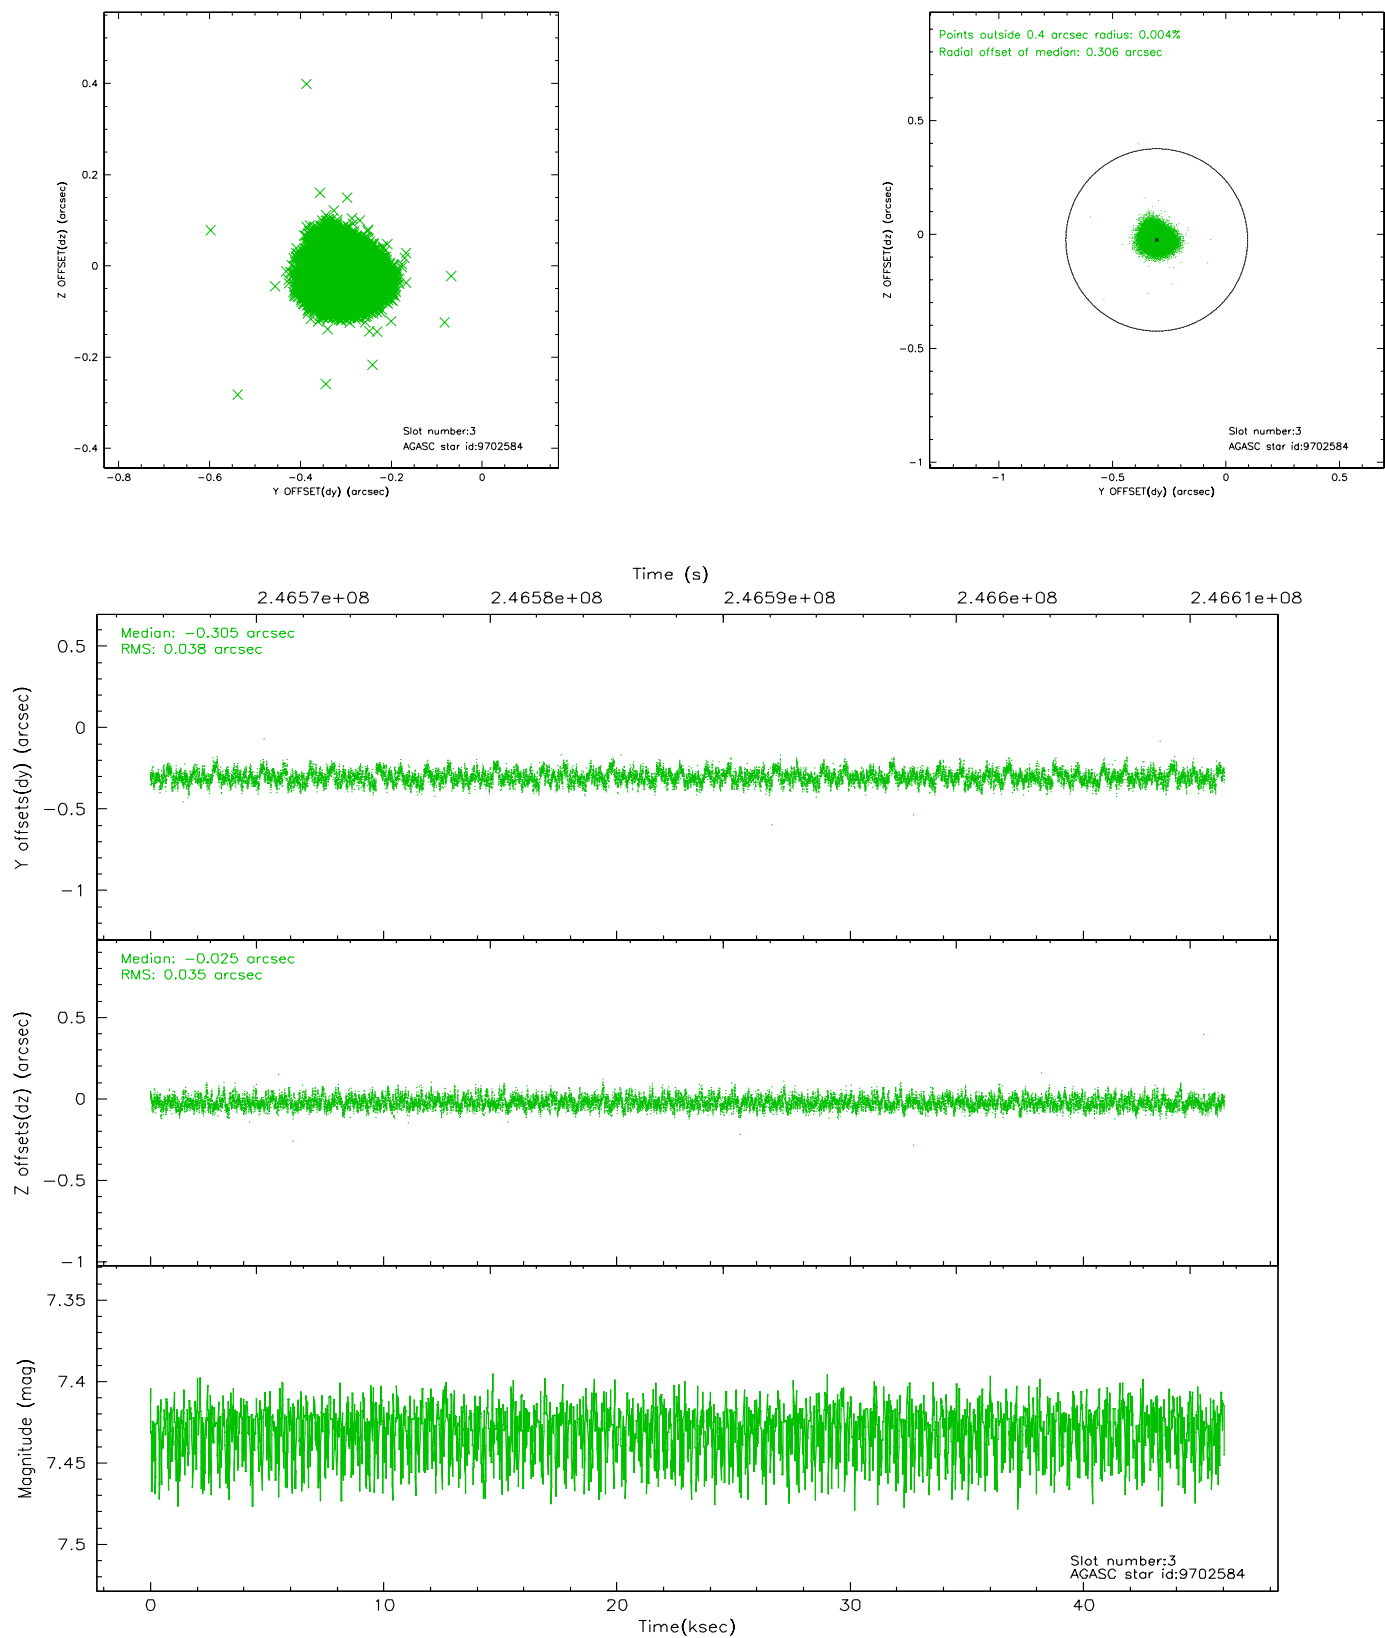 0.4
0.2
0
-0.2
-0.4
Z OFFSET(dz) (arcsec)
Slot number:3
AGASC star id:9702584
-0.8 -0.6 -0.4 -0.2 0
Y OFFSET(dy) (arcsec)
Points outside 0.4 arcsec radius: 0.004%
Radial offset of median: 0.306 arcsec
0.5
0
-0.5
-1
Z OFFSET(dz) (arcsec)
Slot number:3
AGASC star id:9702584
-1 -0.5 0 0.5
Y OFFSET(dy) (arcsec)
Time (s)
2.4657e+08 2.4658e+08 2.4659e+08 2.466e+08 2.4661e+08
Median: -0.305 arcsec
RMS: 0.038 arcsec
0.5
0
-0.5
-1
Y offsets(dy) (arcsec)
Median: -0.025 arcsec
RMS: 0.035 arcsec
0.5
0
-0.5
-1
Z offsets(dz) (arcsec)
7.35
7.4
7.45
7.5
Magnitude (mag)
Slot number:3
AGASC star id:9702584
0 10 20 30 40
Time(ksec)